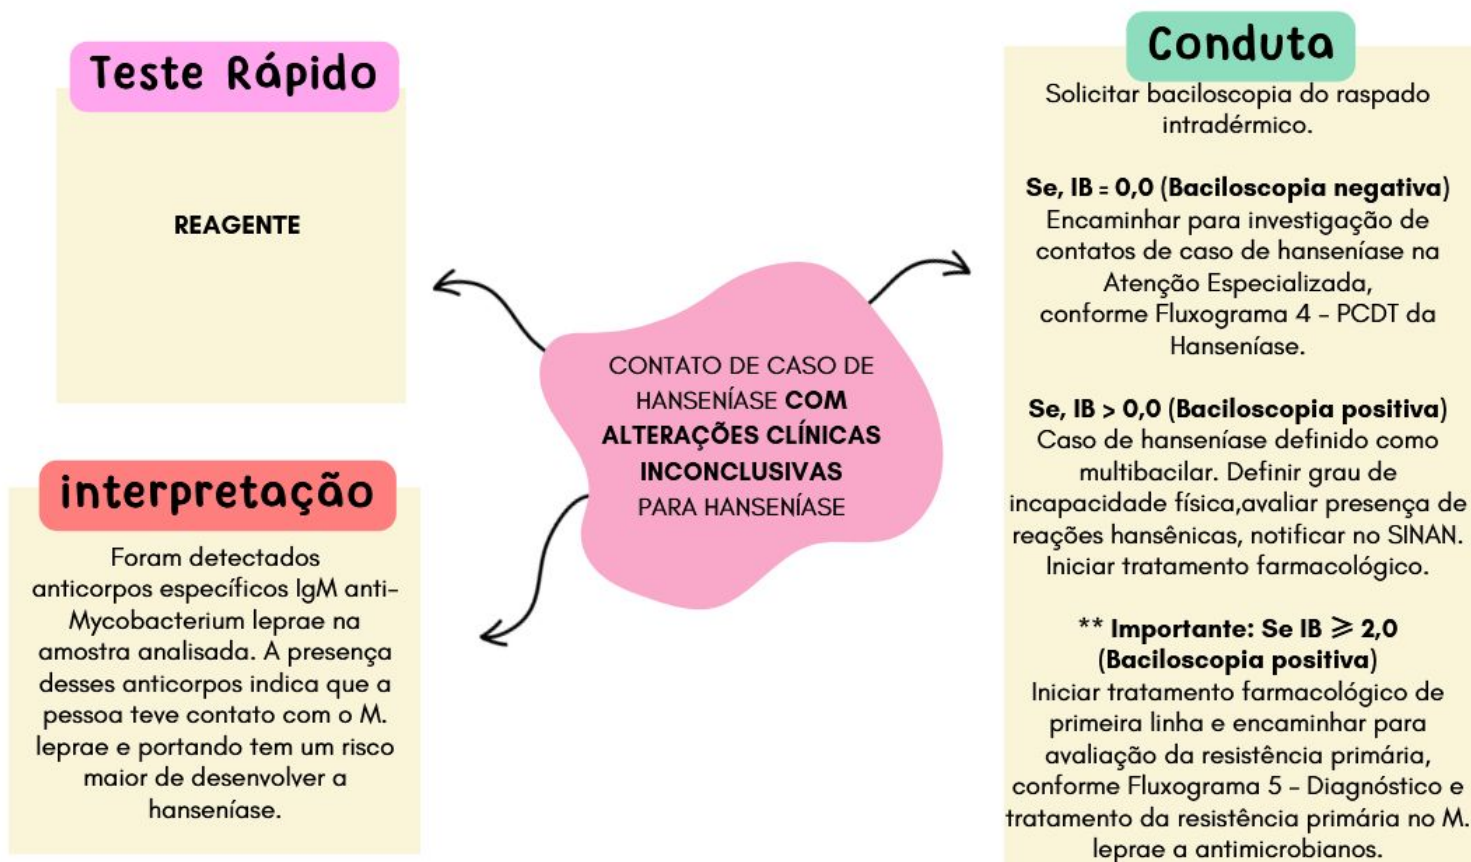 Teste Rápido
REAGENTE
interpretação
Foram detectados
anticorpos específicos IgM anti-
Mycobacterium leprae na
amostra analisada. A presença
desses anticorpos indica que a
pessoa teve contato com o M.
leprae e portando tem um risco
maior de desenvolver a
hanseníase.
CONTATO DE CASO DE
HANSENÍASE COM
ALTERAÇÕES CLÍNICAS
INCONCLUSIVAS
PARA HANSENÍASE
Conduta
Solicitar baciloscopia do raspado
intradérmico.
Se, IB = 0,0 (Baciloscopia negativa)
Encaminhar para investigação de
contatos de caso de hanseníase na
Atenção Especializada,
conforme Fluxograma 4 - PCDT da
Hanseníase.
Se, IB > 0,0 (Baciloscopia positiva)
Caso de hanseníase definido como
multibacilar. Definir grau de
incapacidade física,avaliar presença de
reações hansênicas, notificar no SINAN.
Iniciar tratamento farmacológico.
** Importante: Se IB ⩾ 2,0
(Baciloscopia positiva)
Iniciar tratamento farmacológico de
primeira linha e encaminhar para
avaliação da resistência primária,
conforme Fluxograma 5 - Diagnóstico e
tratamento da resistência primária no M.
leprae a antimicrobianos.